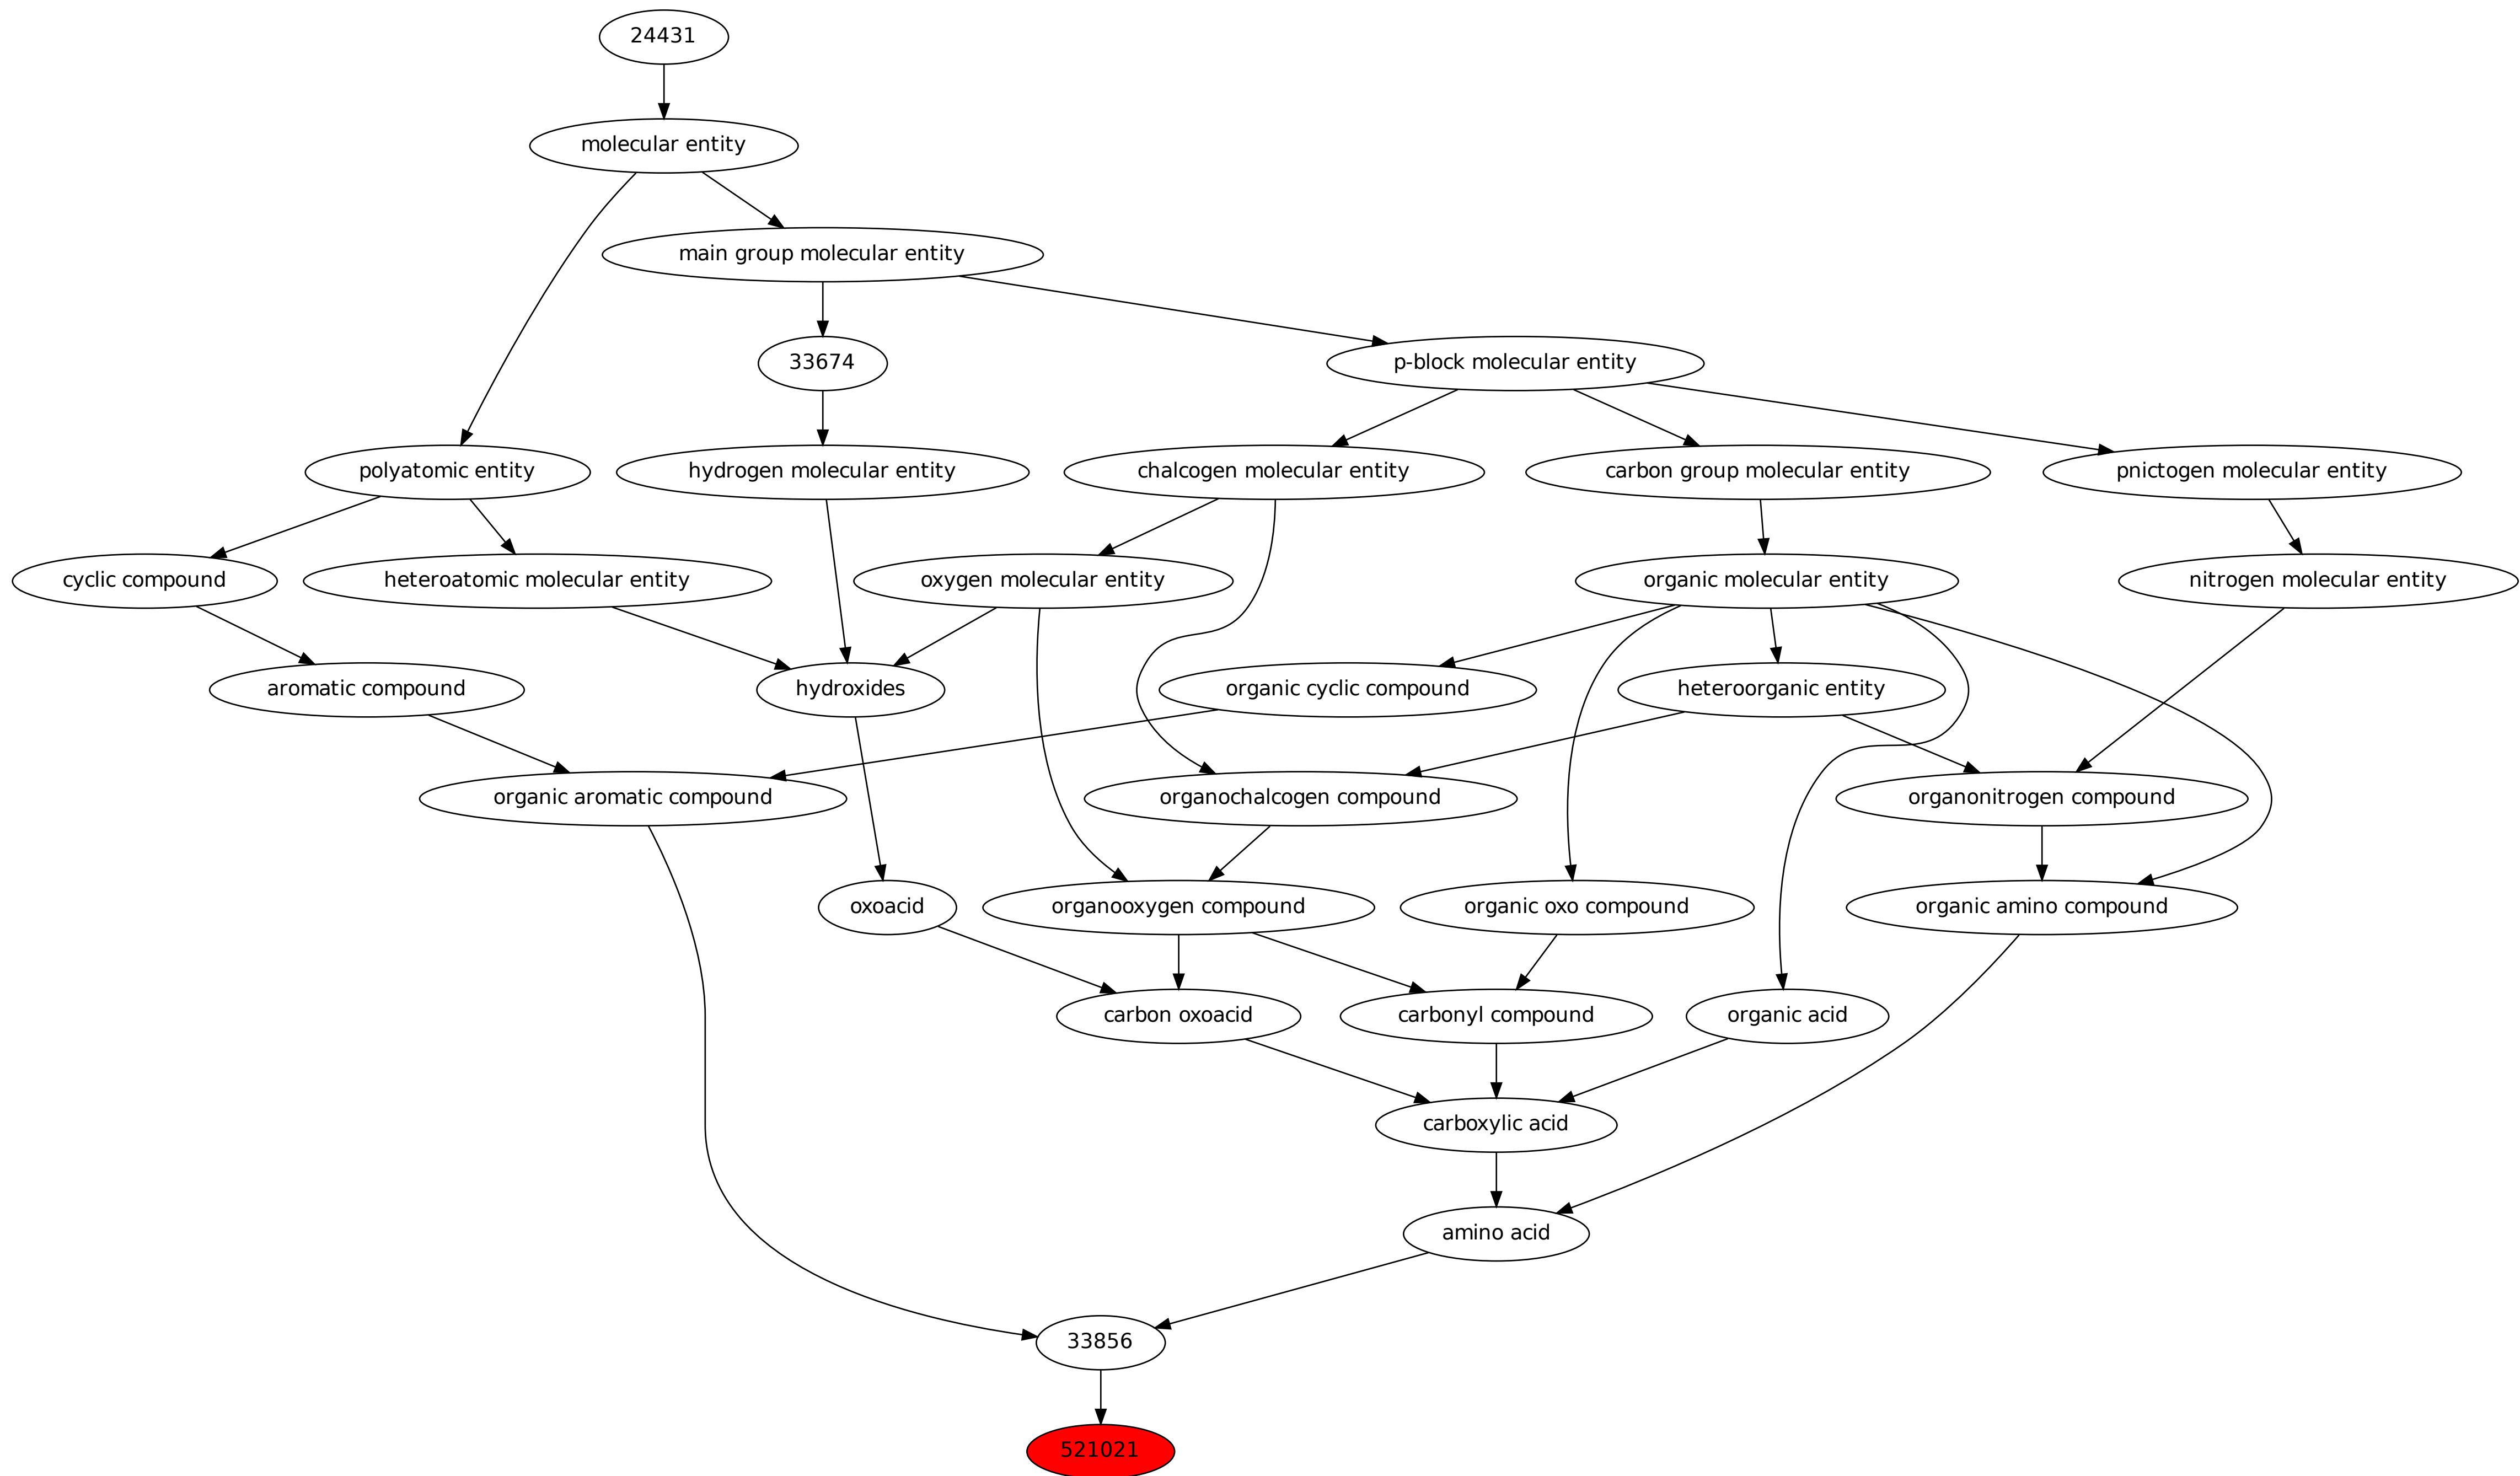 24431
molecular entity
main group molecular entity
33674
p-block molecular entity
polyatomic entity
hydrogen molecular entity
chalcogen molecular entity
carbon group molecular entity
pnictogen molecular entity
cyclic compound
heteroatomic molecular entity
oxygen molecular entity
organic molecular entity
nitrogen molecular entity
aromatic compound
hydroxides
organic cyclic compound
heteroorganic entity
organic aromatic compound
organochalcogen compound
organonitrogen compound
oxoacid
organooxygen compound
organic oxo compound
organic amino compound
carbon oxoacid
carbonyl compound
organic acid
carboxylic acid
amino acid
33856
521021